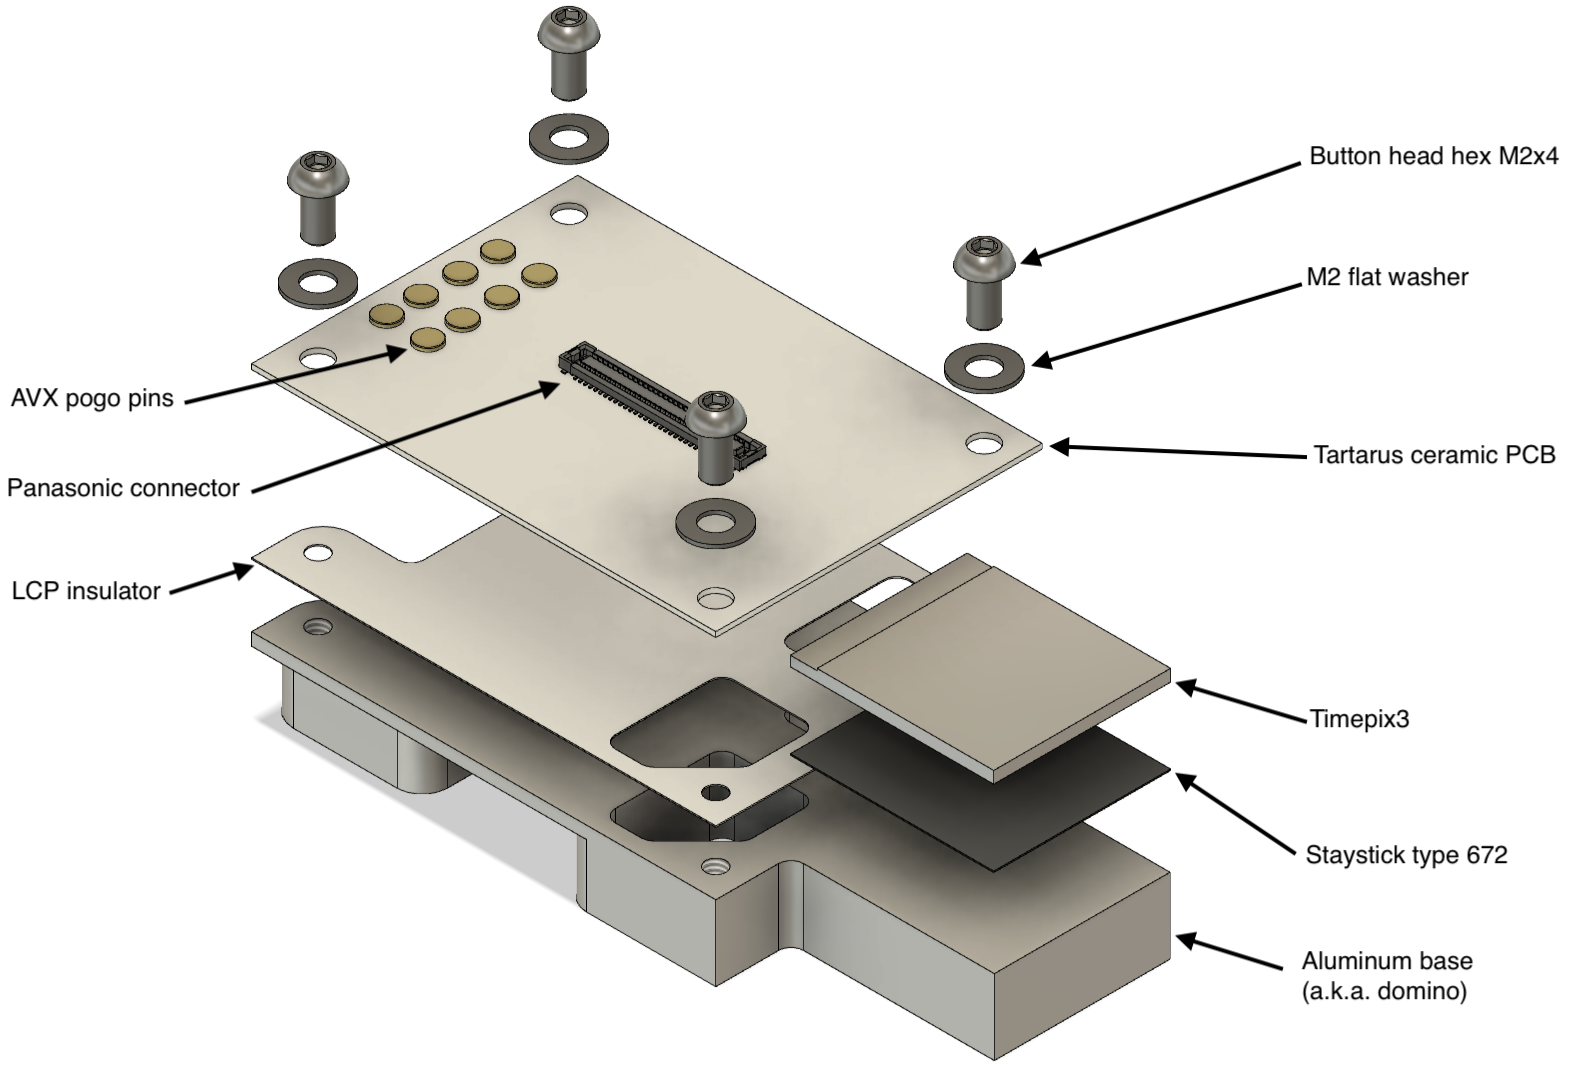 Button head hex M2x4
M2 flat washer
AVX pogo pins
Tartarus ceramic PCB
Panasonic connector
LCP insulator
Timepix3
Staystick type 672
Aluminum base
(a.k.a. domino)